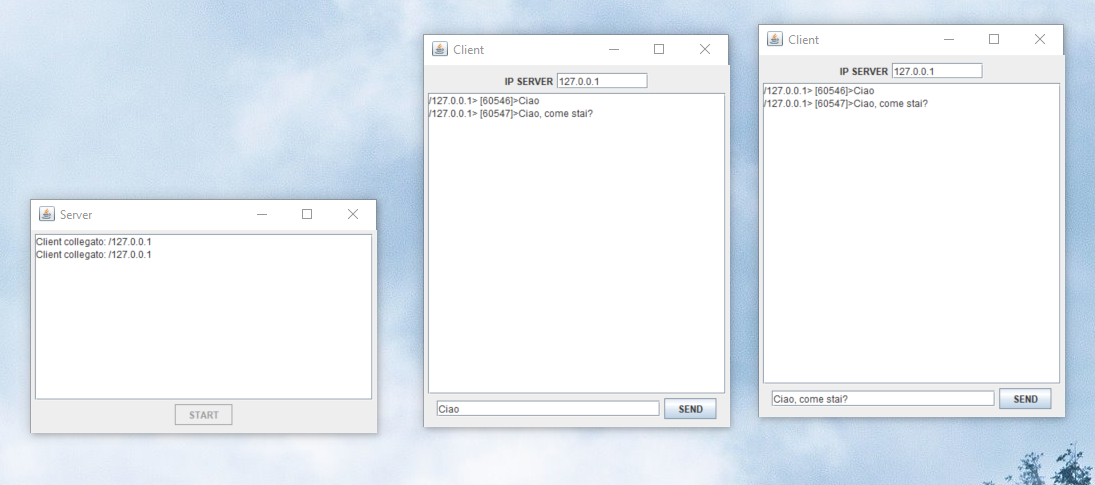 Server
Client collegato: /127.0.0.1
Client collegato: /127.0.0.1
START
Client
IP SERVER 127.0.0.1
/127.0.0.1> [60546]>Ciao
/127.0.0.1> [60547]>Ciao, come stai?
Ciao SEND
Client
IP SERVER 127.0.0.1
/127.0.0.1> [60546]>Ciao
/127.0.0.1> [60547]>Ciao, come stai?
Ciao, come stai? SEND